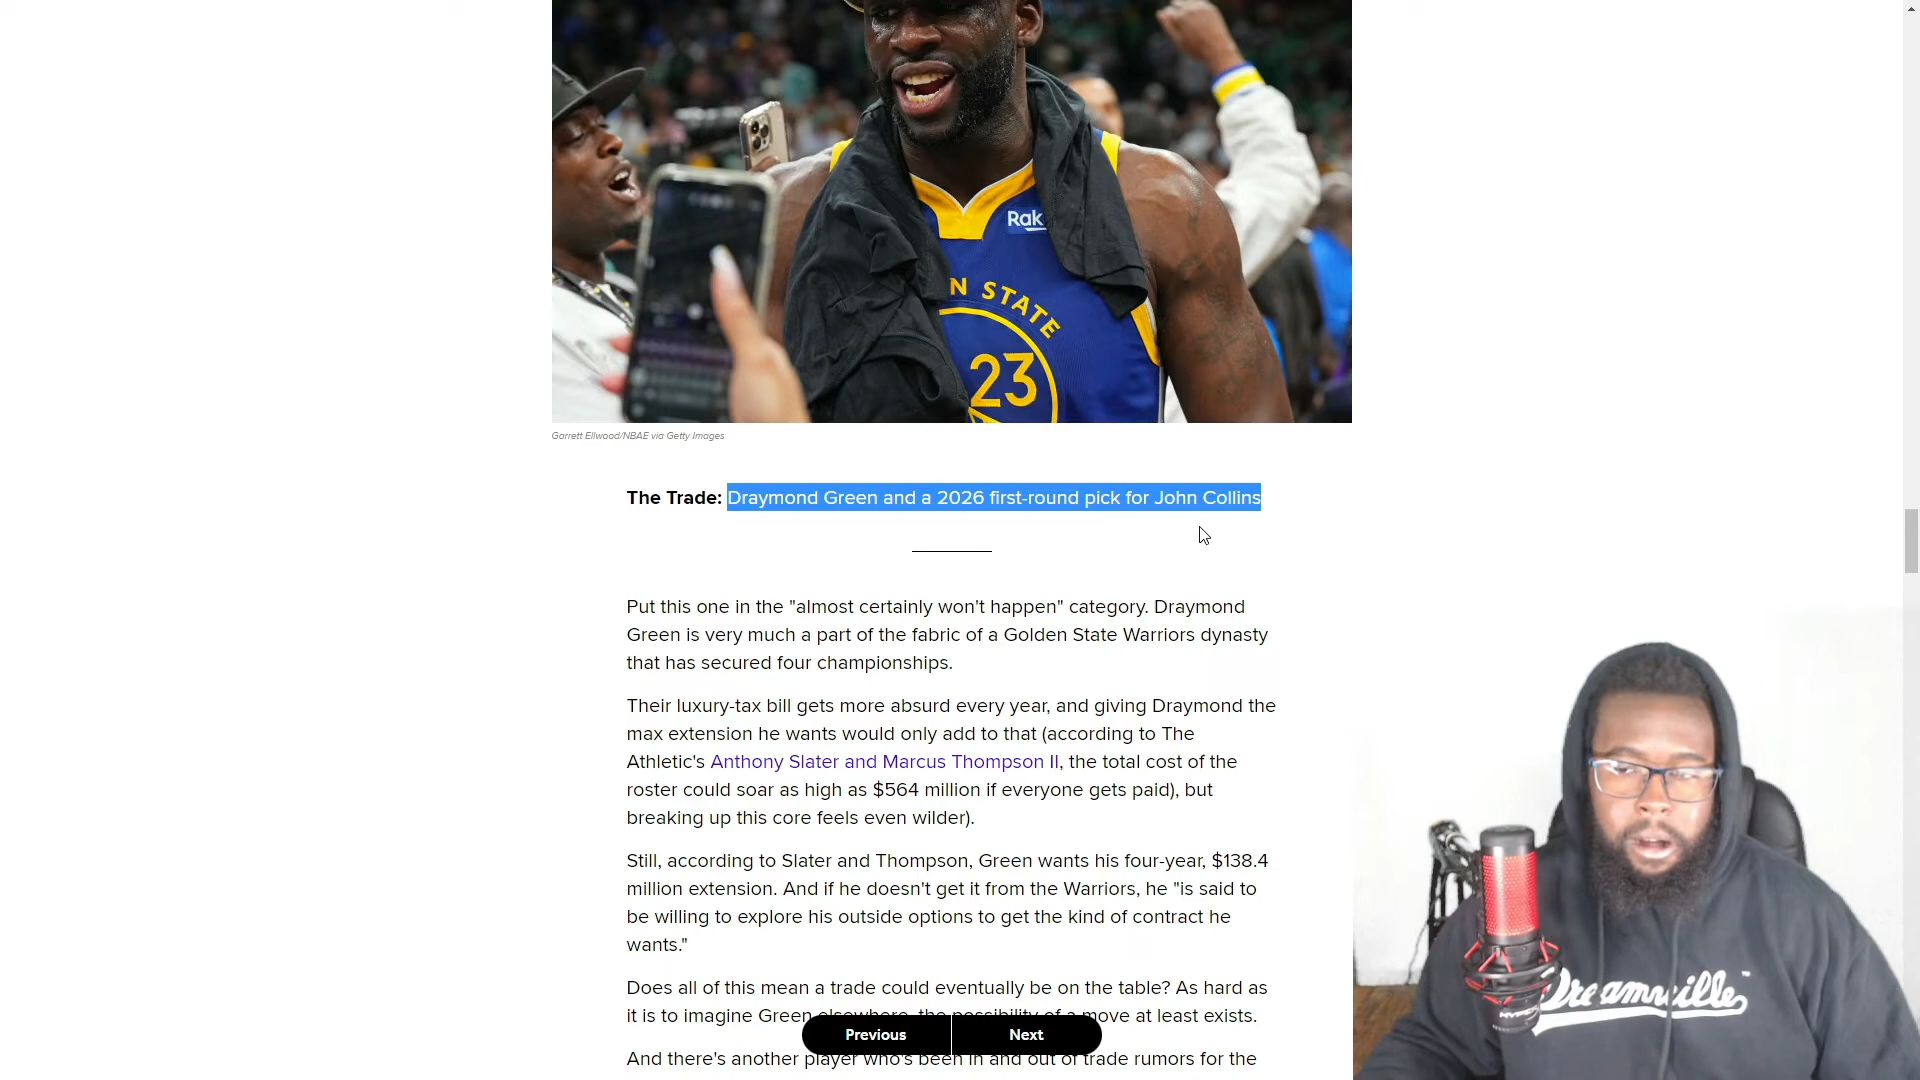 Rak
N STATE
23
Garrett Ellwood/NBAE via Getty Images
The Trade: Draymond Green and a 2026 first-round pick for John Collins
Put this one in the "almost certainly won't happen" category. Draymond
Green is very much a part of the fabric of a Golden State Warriors dynasty
that has secured four championships.
Their luxury-tax bill gets more absurd every year, and giving Draymond the
max extension he wants would only add to that (according to The
Athletic's Anthony Slater and Marcus Thompson II, the total cost of the
roster could soar as high as $564 million if everyone gets paid), but
breaking up this core feels even wilder).
Still, according to Slater and Thompson, Green wants his four-year, $138.4
million extension. And if he doesn't get it from the Warriors, he "is said to
be willing to explore his outside options to get the kind of contract he
wants."
Does all of this mean a trade could eventually be on the table? As hard as
it is to imagine Green elsewhere, the possibility of a move at least exists.
Previous Next
And there's another player who's been in and out of trade rumors for the
Dreamville
HYPERX